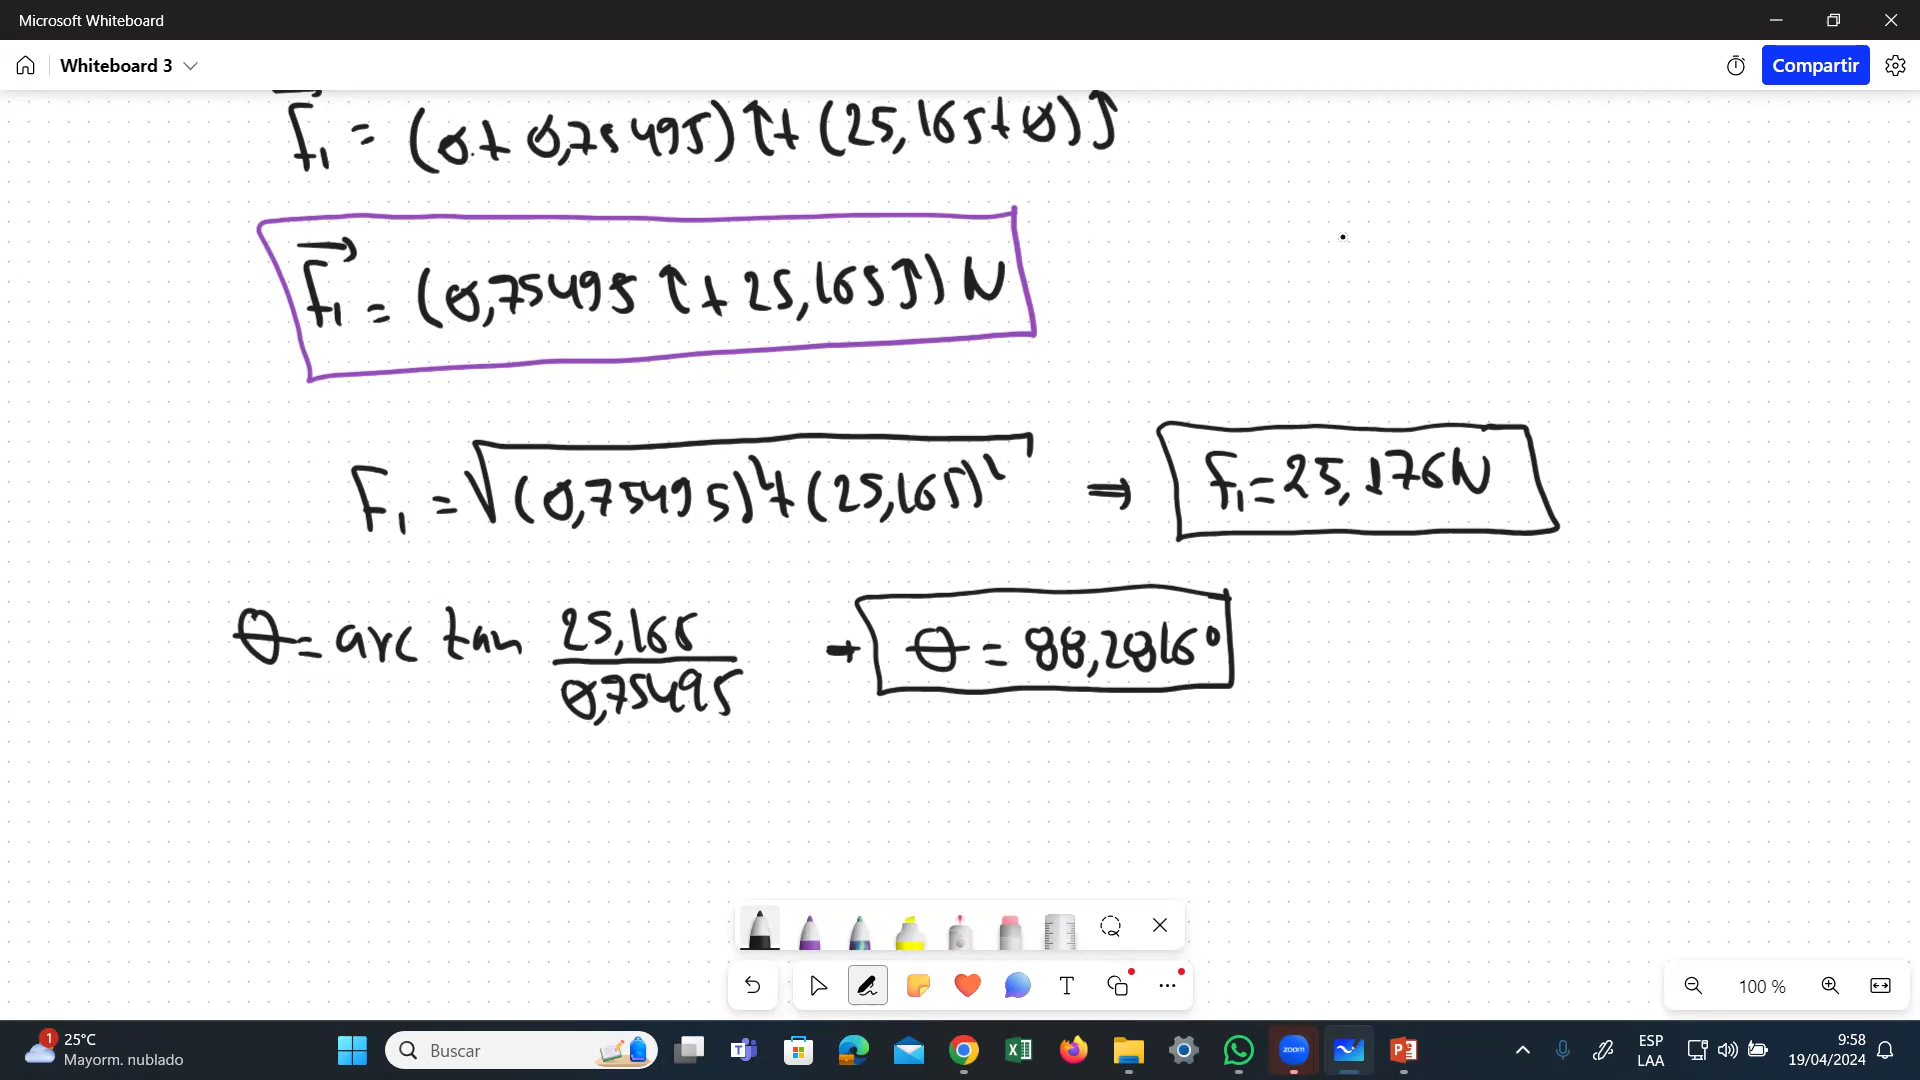 Microsoft Whiteboard
Whiteboard 3
Compartir
F₁ = (0 + 0,75495) î + (25,165 + 0) ĵ
F₁ = (0,75495 î + 25,165 ĵ) N
F₁ = √(0,75495)² + (25,165)² ⇒ F₁ = 25,176 N
θ = arc tan 25,165 / 0,75495 → θ = 88,2816°
100 %
1
25°C
Mayorm. nublado
Buscar
zoom
ESP
LAA
9:58
19/04/2024